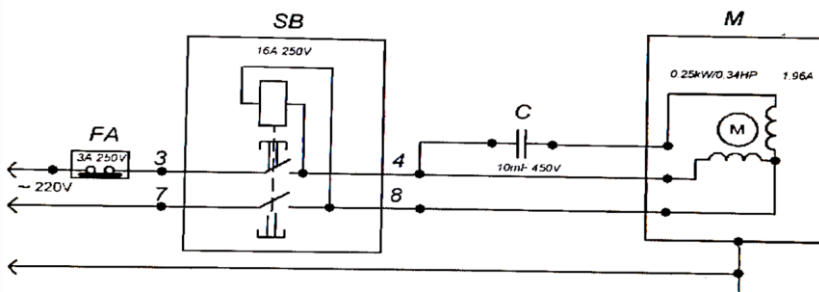 SB
M
16A 250V
0.25kW/0.34HP 1.96A
C
M
FA
3A 250V
3
4
10mF 450V
~ 220V
7
8